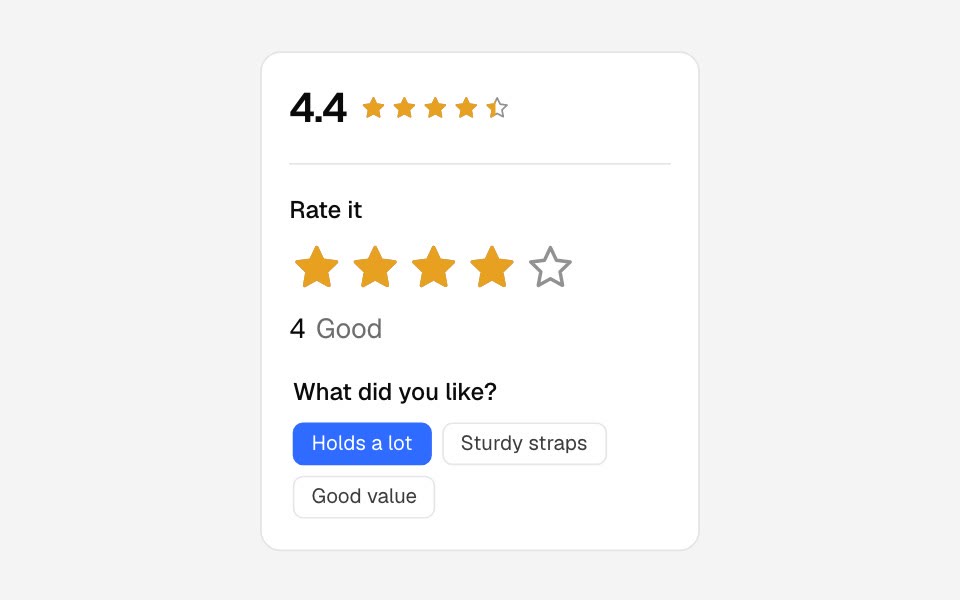 4.4
Rate it
4 Good
What did you like?
Holds a lot Sturdy straps
Good value